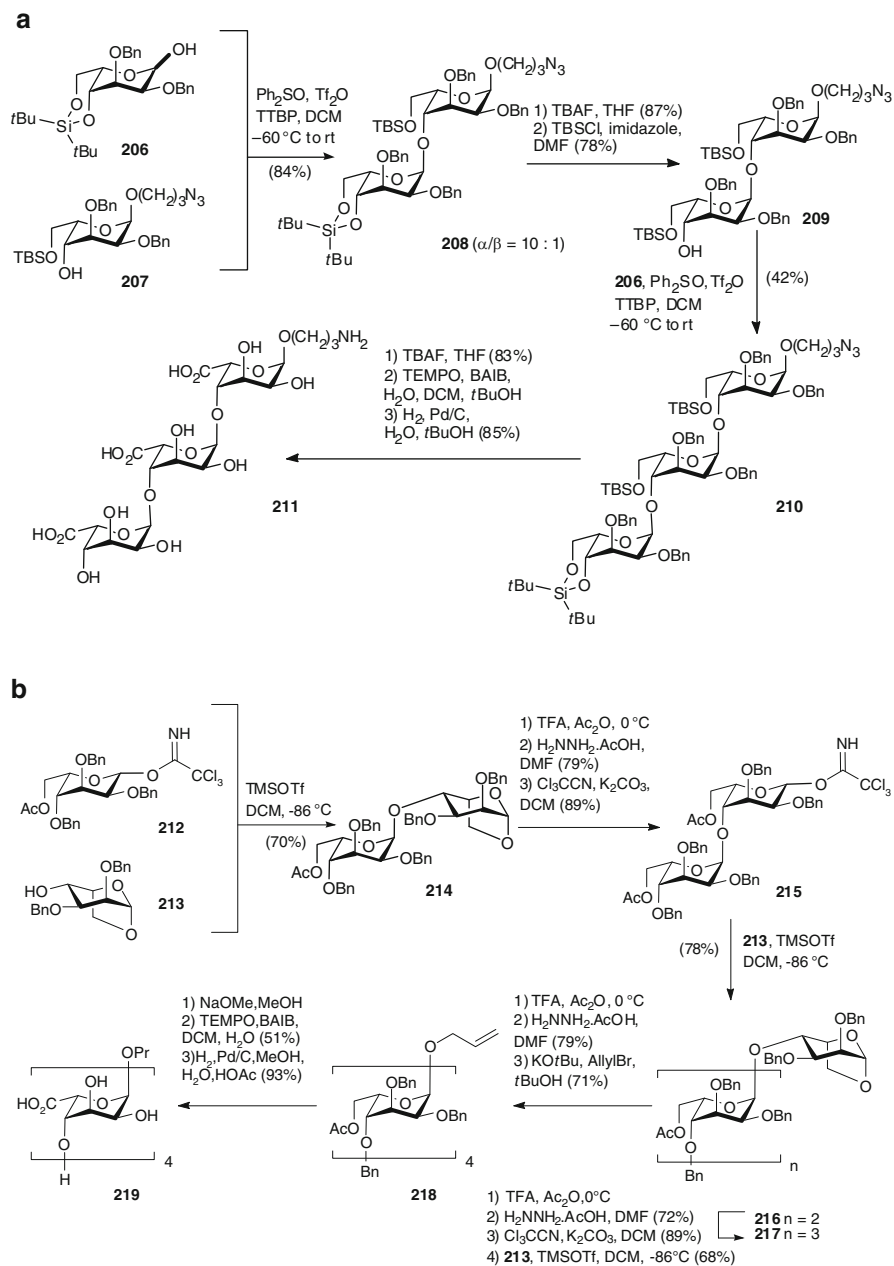 a
OBn
OH
O
OBn
O
tBu
Si
O
tBu
206
O(CH2)3N3
OBn
O
OBn
TBSO
OH
207
Ph2SO, Tf2O
TTBP, DCM
–60 °C to rt
(84%)
O(CH2)3N3
OBn
O
OBn
TBSO
O
OBn
O
OBn
O
tBu
Si
O
tBu
208 (α/β = 10 : 1)
1) TBAF, THF (87%)
2) TBSCl, imidazole,
DMF (78%)
O(CH2)3N3
OBn
O
OBn
TBSO
O
OBn
O
OBn
TBSO
OH
209
206, Ph2SO, Tf2O
TTBP, DCM
–60 °C to rt
(42%)
O(CH2)3N3
OBn
O
OBn
TBSO
O
OBn
O
OBn
TBSO
O
OBn
O
OBn
O
tBu
Si
O
tBu
210
1) TBAF, THF (83%)
2) TEMPO, BAIB,
H2O, DCM, tBuOH
3) H2, Pd/C,
H2O, tBuOH (85%)
O(CH2)3NH2
OH
HO2C
O
OH
O
OH
HO2C
O
OH
O
OH
HO2C
O
OH
OH
211
b
NH
OBn
O
O
CCl3
AcO
OBn
OBn
212
OBn
HO
O
BnO
O
213
TMSOTf
DCM, -86 °C
(70%)
OBn
O
O
OBn
BnO
O
O
OBn
AcO
OBn
214
1) TFA, Ac2O, 0 °C
2) H2NNH2.AcOH,
DMF (79%)
3) Cl3CCN, K2CO3,
DCM (89%)
NH
OBn
O
O
CCl3
OBn
AcO
O
OBn
O
OBn
AcO
OBn
215
(78%)
213, TMSOTf
DCM, -86 °C
OBn
O
O
BnO
O
OBn
O
OBn
AcO
O
Bn
n
216 n = 2
217 n = 3
1) TFA, Ac2O, 0 °C
2) H2NNH2.AcOH,
DMF (79%)
3) KOtBu, AllylBr,
tBuOH (71%)
O
OBn
O
OBn
AcO
O
Bn
4
218
1) NaOMe,MeOH
2) TEMPO,BAIB,
DCM, H2O (51%)
3)H2,Pd/C,MeOH,
H2O,HOAc (93%)
OPr
OH
HO2C
O
OH
O
H
4
219
1) TFA, Ac2O,0°C
2) H2NNH2.AcOH, DMF (72%)
3) Cl3CCN, K2CO3, DCM (89%)
4) 213, TMSOTf, DCM, -86°C (68%)